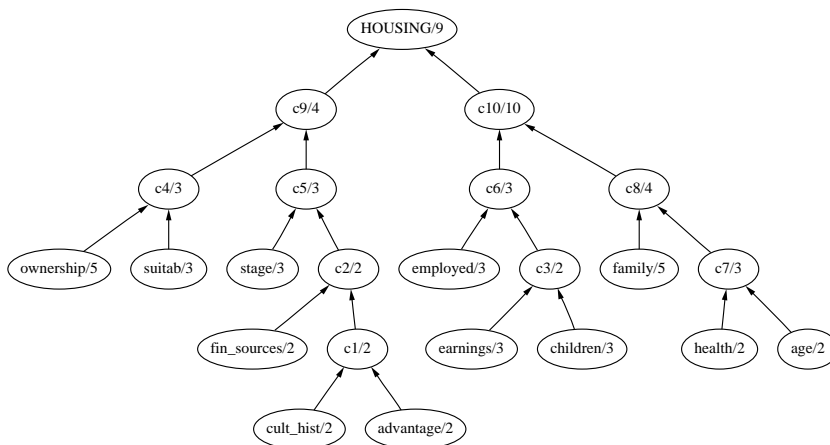 HOUSING/9
c9/4
c10/10
c4/3
c5/3
c6/3
c8/4
ownership/5
suitab/3
stage/3
c2/2
employed/3
c3/2
family/5
c7/3
fin_sources/2
c1/2
earnings/3
children/3
health/2
age/2
cult_hist/2
advantage/2